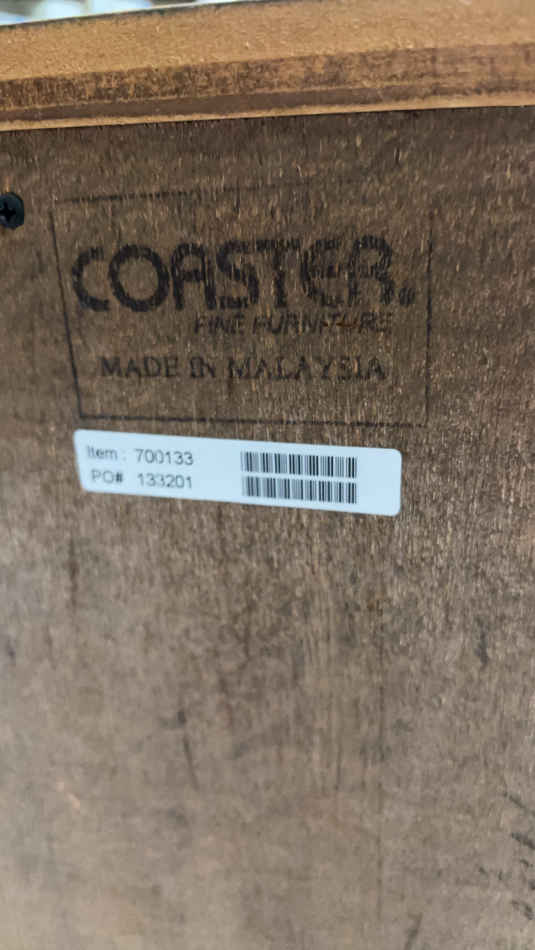 COASTER®
FINE FURNITURE
MADE IN MALAYSIA
Item : 700133
PO# 133201